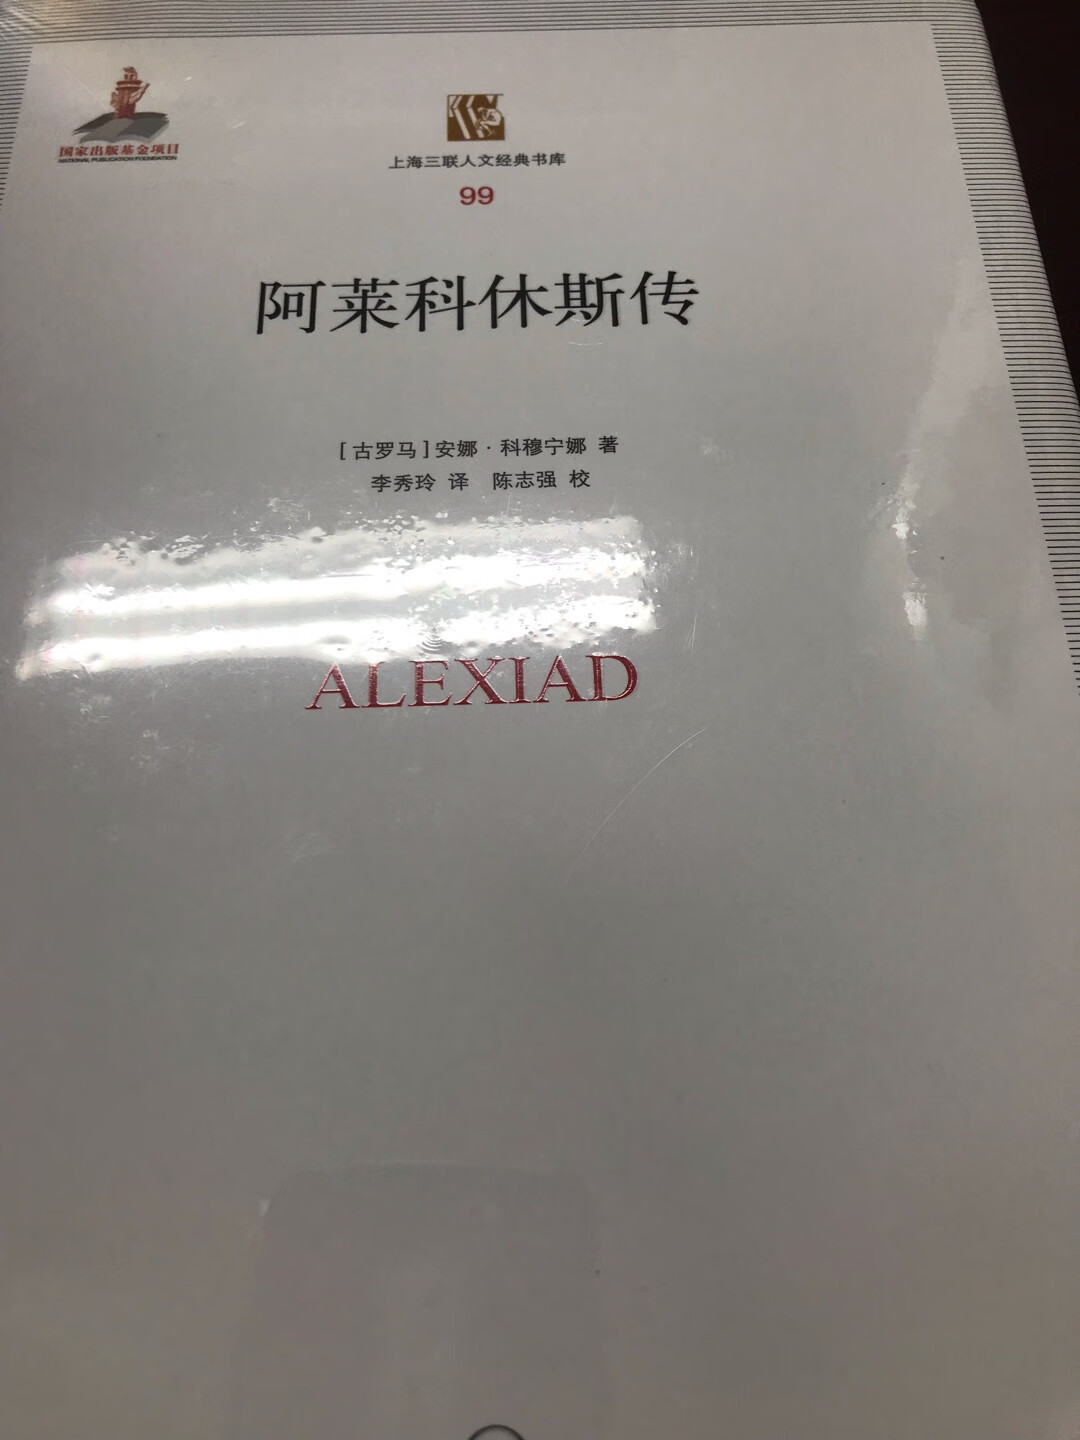 国家出版基金项目
NATIONAL PUBLICATION FOUNDATION
上海三联人文经典书库
99
阿莱科休斯传
[古罗马]安娜·科穆宁娜 著
李秀玲 译 陈志强 校
ALEXIAD